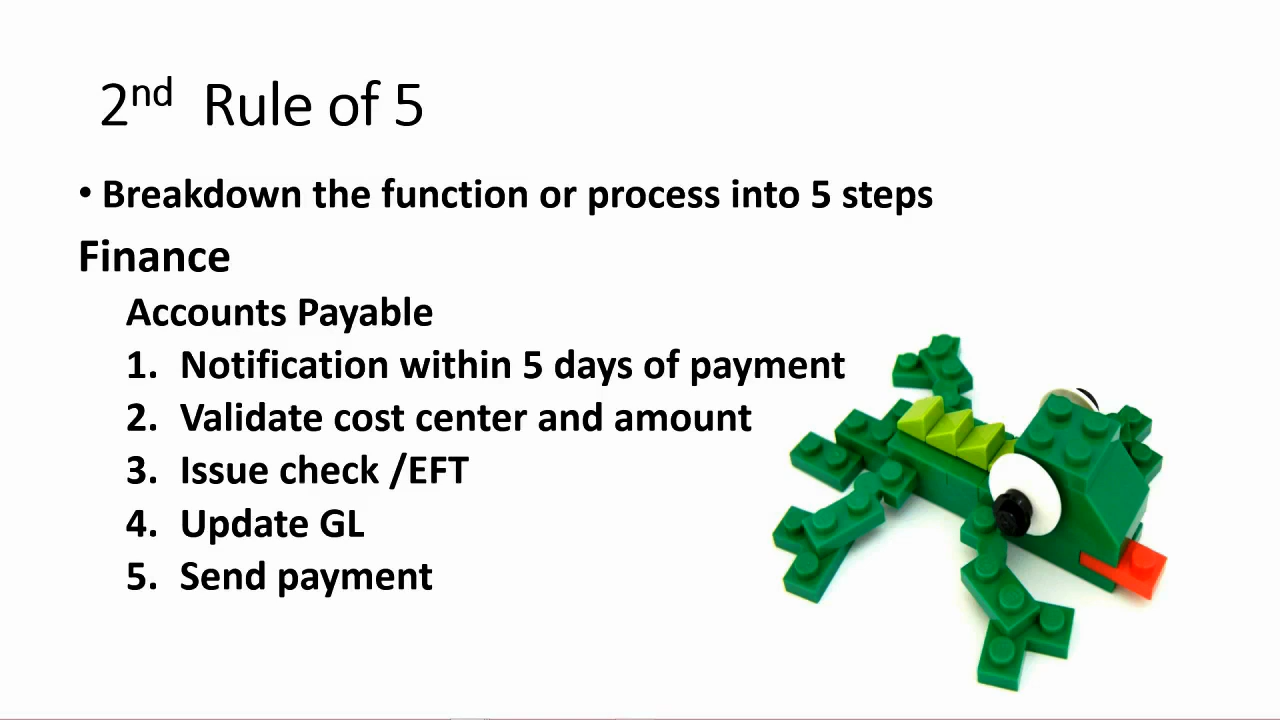 2nd Rule of 5
• Breakdown the function or process into 5 steps
Finance
Accounts Payable
1. Notification within 5 days of payment
2. Validate cost center and amount
3. Issue check /EFT
4. Update GL
5. Send payment